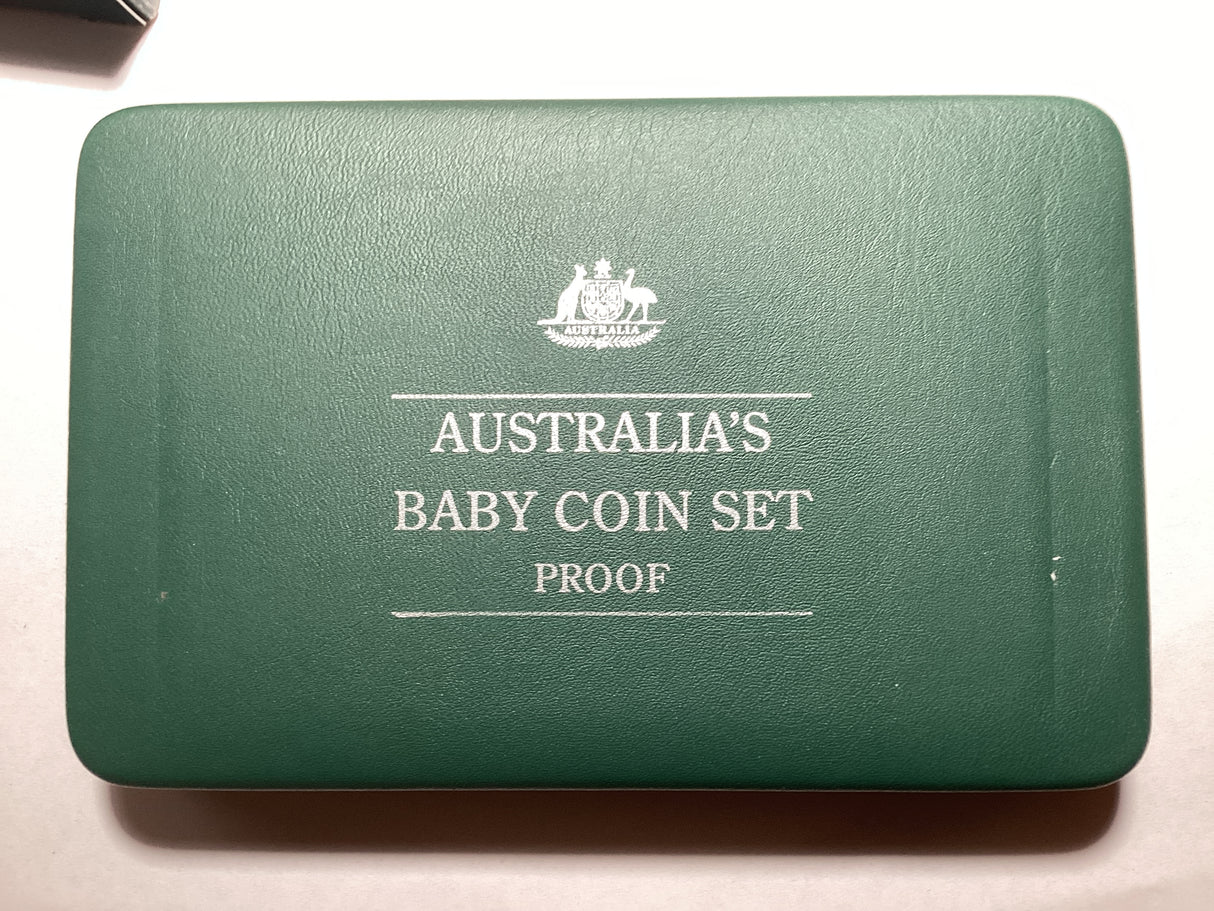 AUSTRALIA
AUSTRALIA'S
BABY COIN SET
PROOF